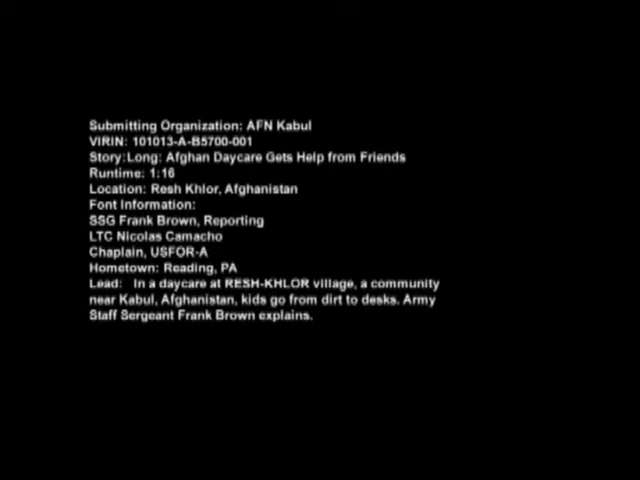 Submitting Organization: AFN Kabul
VIRIN: 101013-A-B5700-001
Story:Long: Afghan Daycare Gets Help from Friends
Runtime: 1:16
Location: Resh Khlor, Afghanistan
Font Information:
SSG Frank Brown, Reporting
LTC Nicolas Camacho
Chaplain, USFOR-A
Hometown: Reading, PA
Lead:   In a daycare at RESH-KHLOR village, a community
near Kabul, Afghanistan, kids go from dirt to desks. Army
Staff Sergeant Frank Brown explains.